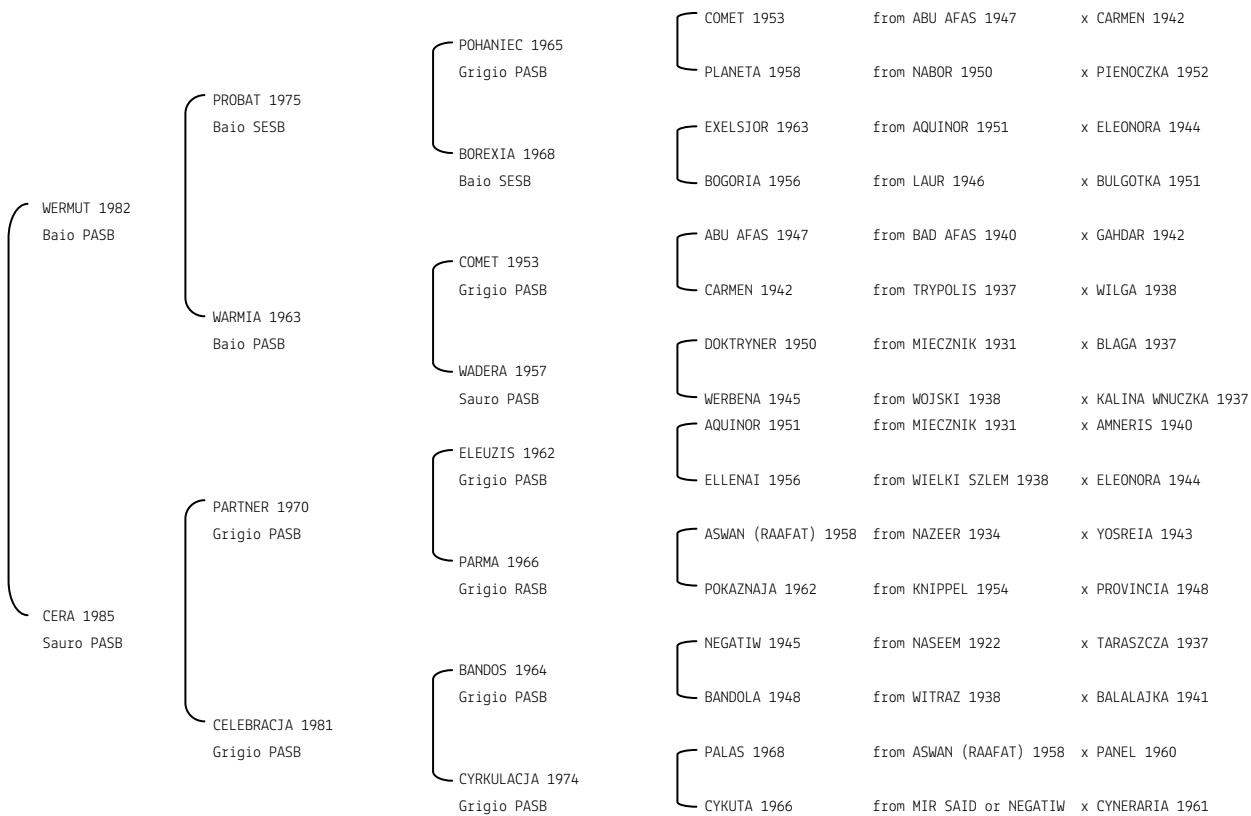 COMET 1953 from ABU AFAS 1947 x CARMEN 1942
POHANIEC 1965
Grigio PASB
PLANETA 1958 from NABOR 1950 x PIENOCZKA 1952
PROBAT 1975
Baio SESB
EXELSJOR 1963 from AQUINOR 1951 x ELEONORA 1944
BOREXIA 1968
Baio SESB
BOGORIA 1956 from LAUR 1946 x BULGOTKA 1951
WERMUT 1982
Baio PASB
ABU AFAS 1947 from BAD AFAS 1940 x GAHDAR 1942
COMET 1953
Grigio PASB
CARMEN 1942 from TRYPOLIS 1937 x WILGA 1938
WARMIA 1963
Baio PASB
DOKTRYNER 1950 from MIECZNIK 1931 x BLAGA 1937
WADERA 1957
Sauro PASB
WERBENA 1945 from WOJSKI 1938 x KALINA WNUCZKA 1937
AQUINOR 1951 from MIECZNIK 1931 x AMNERIS 1940
ELEUZIS 1962
Grigio PASB
ELLENAI 1956 from WIELKI SZLEM 1938 x ELEONORA 1944
PARTNER 1970
Grigio PASB
ASWAN (RAAFAT) 1958 from NAZEER 1934 x YOSREIA 1943
PARMA 1966
Grigio RASB
POKAZNAJA 1962 from KNIPPEL 1954 x PROVINCIA 1948
CERA 1985
Sauro PASB
NEGATIW 1945 from NASEEM 1922 x TARASZCZA 1937
BANDOS 1964
Grigio PASB
BANDOLA 1948 from WITRAZ 1938 x BALALAJKA 1941
CELEBRACJA 1981
Grigio PASB
PALAS 1968 from ASWAN (RAAFAT) 1958 x PANEL 1960
CYRKULACJA 1974
Grigio PASB
CYKUTA 1966 from MIR SAID or NEGATIW x CYNERARIA 1961